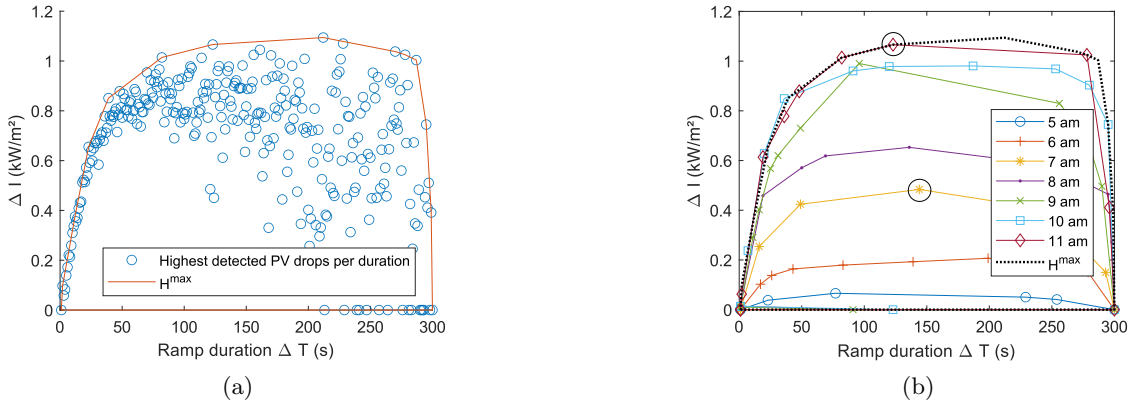 1.2
1
0.8
0.6
0.4
0.2
0
Δ I (kW/m²)
Highest detected PV drops per duration
H^max
0 50 100 150 200 250 300
Ramp duration Δ T (s)
(a)
1.2
1
0.8
0.6
0.4
0.2
0
Δ I (kW/m²)
5 am
6 am
7 am
8 am
9 am
10 am
11 am
H^max
0 50 100 150 200 250 300
Ramp duration Δ T (s)
(b)